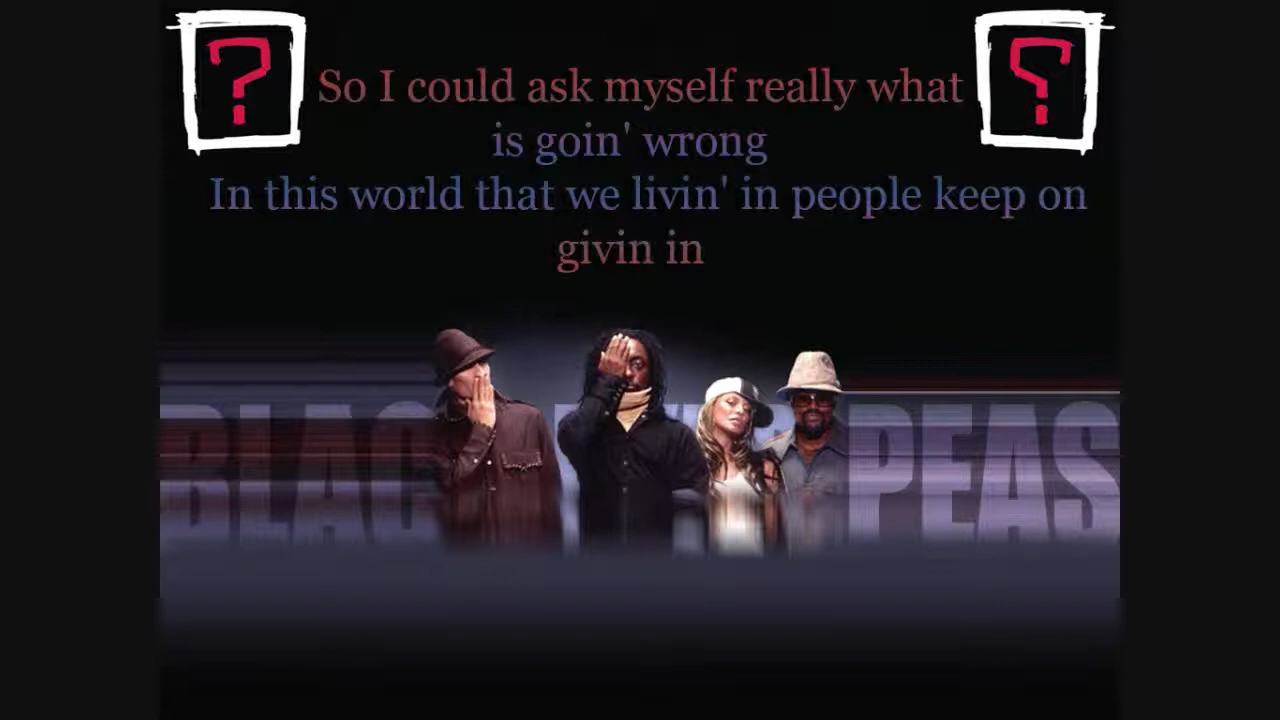 ? So I could ask myself really what ?
is goin' wrong
In this world that we livin' in people keep on
givin in
BLAC PEAS